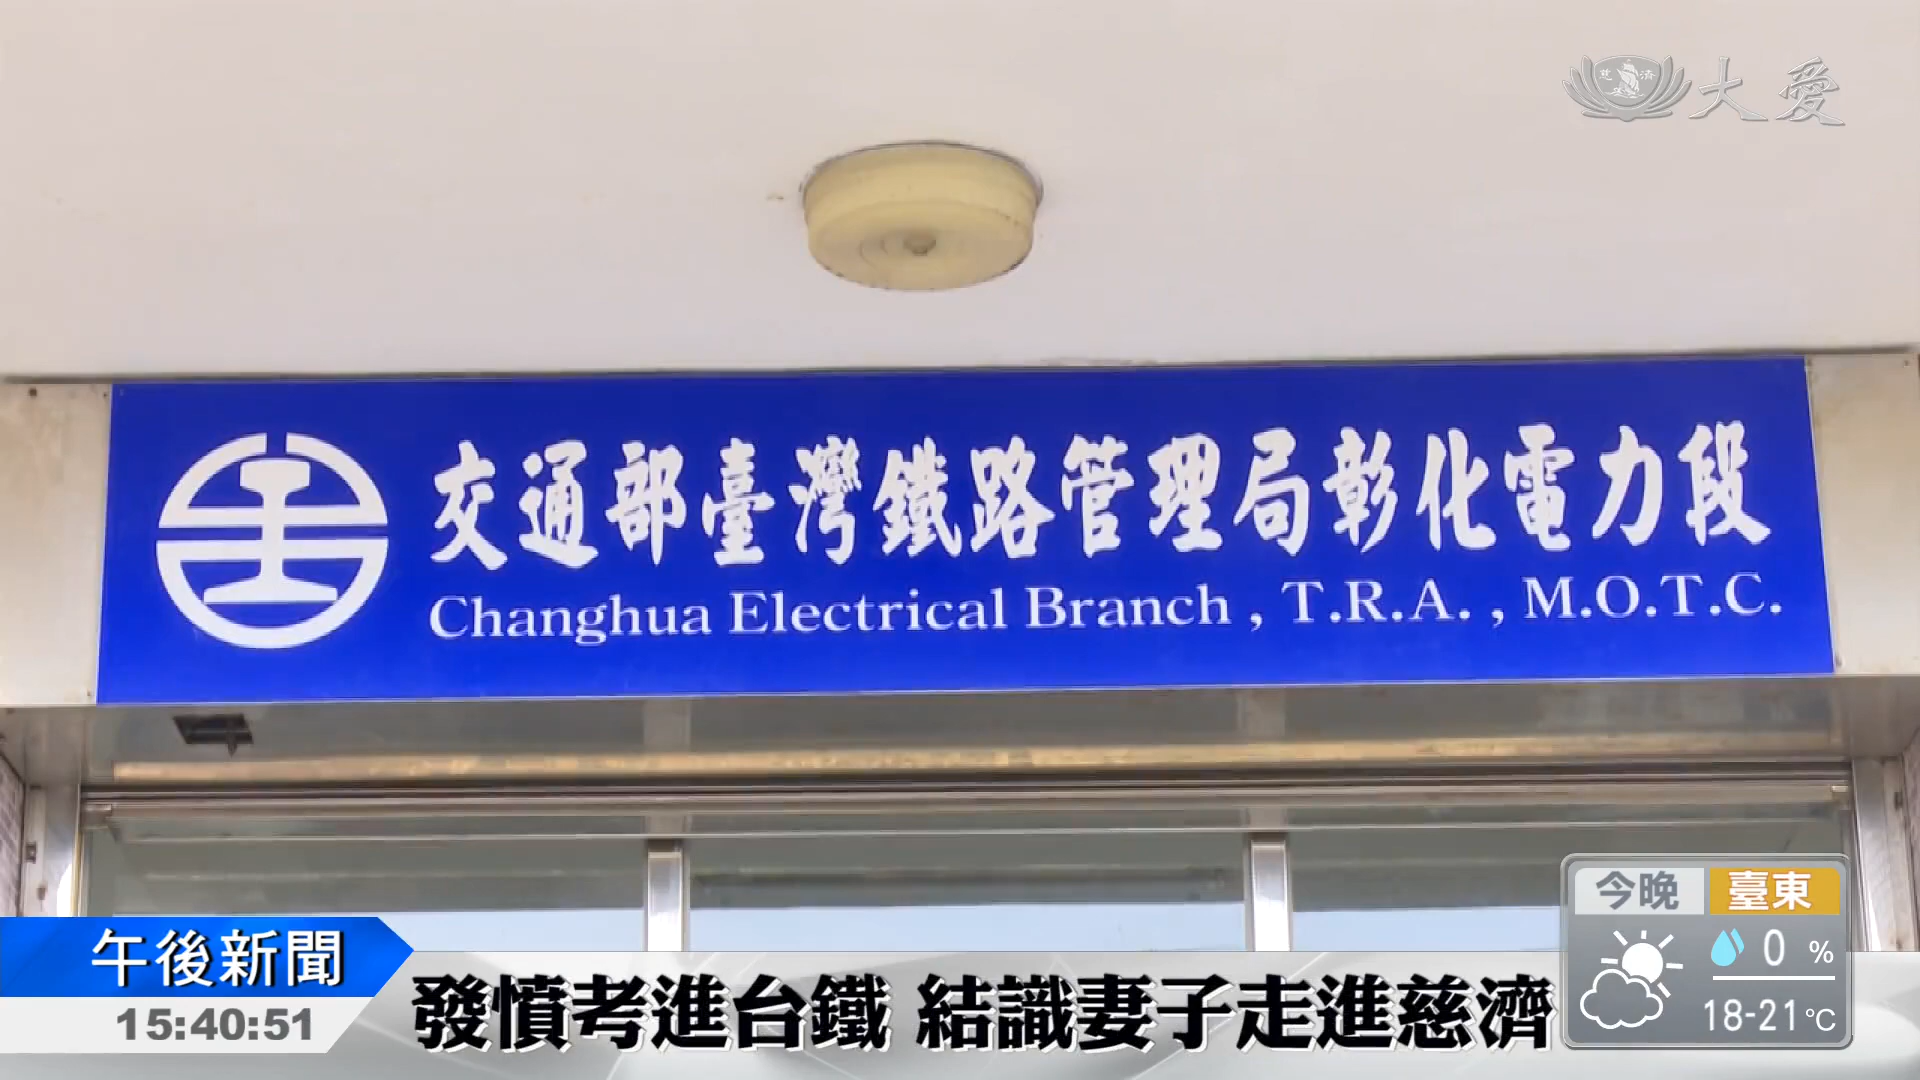 慈濟
大愛
交通部臺灣鐵路管理局彰化電力段
Changhua Electrical Branch , T.R.A. , M.O.T.C.
今晚 臺東
0 %
18-21℃
午後新聞
15:40:51
發憤考進台鐵 結識妻子走進慈濟